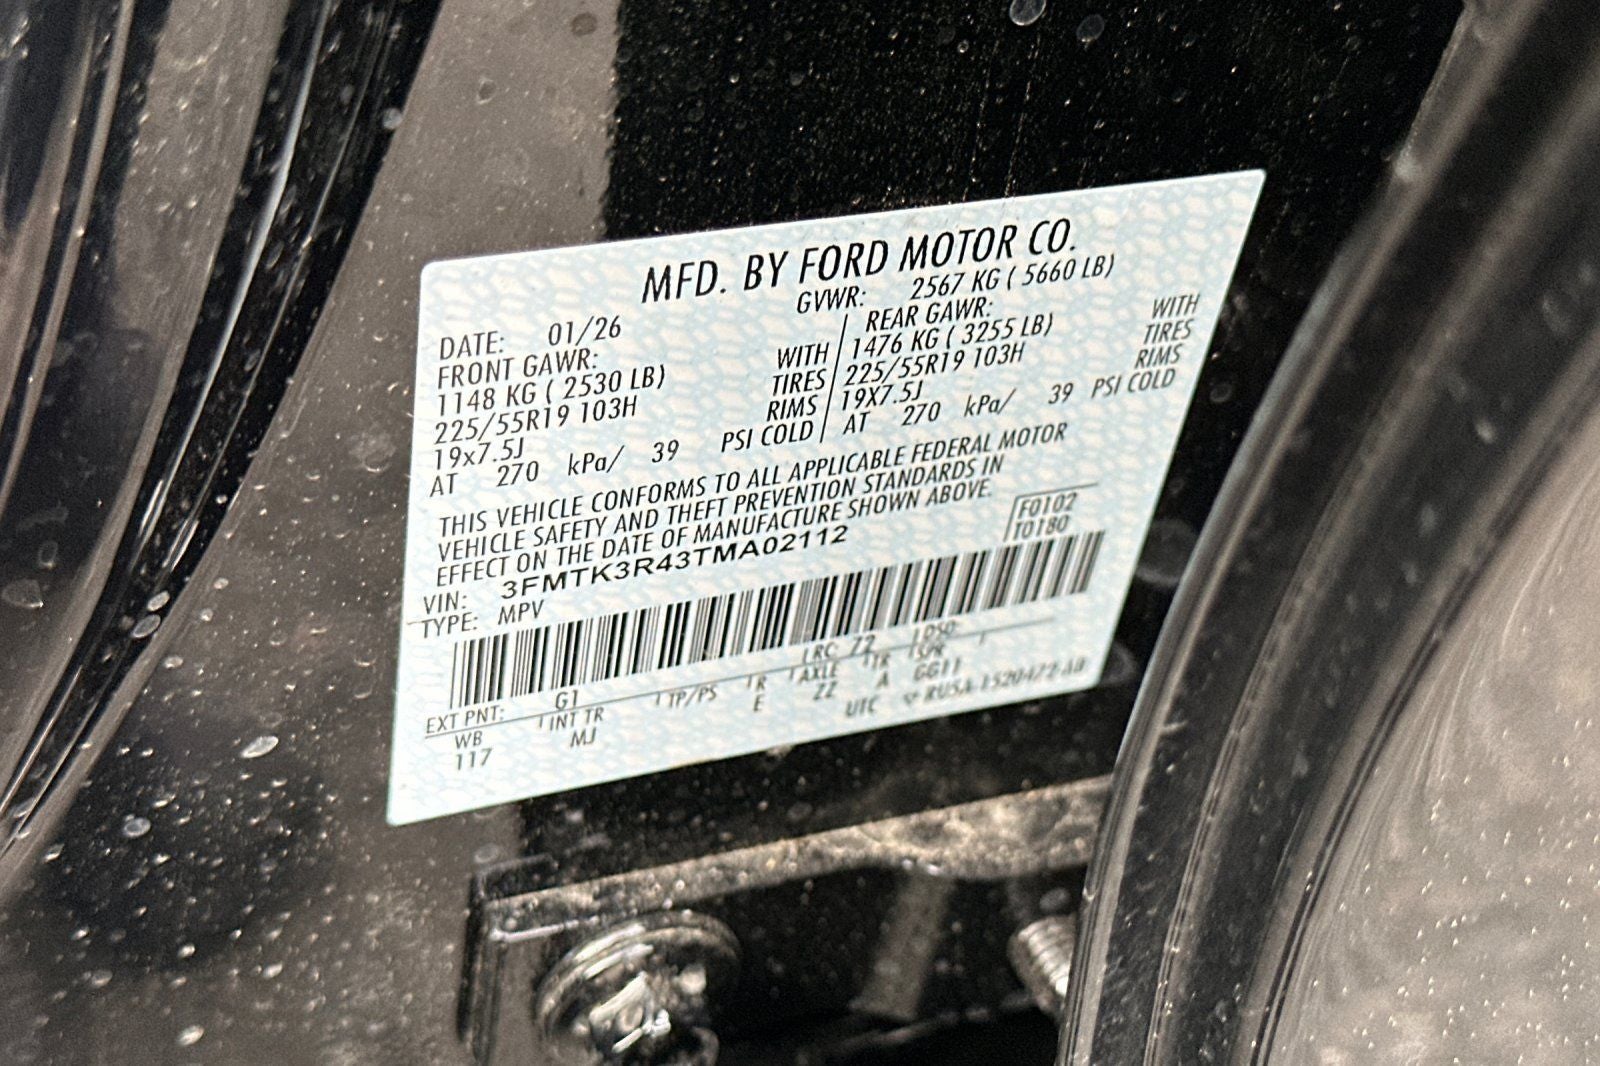 MFD. BY FORD MOTOR CO.
DATE: 01/26 GVWR: 2567 KG ( 5660 LB)
FRONT GAWR: / REAR GAWR:
1148 KG ( 2530 LB) WITH / 1476 KG ( 3255 LB) WITH
225/55R19 103H TIRES / 225/55R19 103H TIRES
19x7.5J RIMS / 19X7.5J RIMS
AT 270 kPa/ 39 PSI COLD / AT 270 kPa/ 39 PSI COLD
THIS VEHICLE CONFORMS TO ALL APPLICABLE FEDERAL MOTOR
VEHICLE SAFETY AND THEFT PREVENTION STANDARDS IN
EFFECT ON THE DATE OF MANUFACTURE SHOWN ABOVE.
F0102
T0180
VIN: 3FMTK3R43TMA02112
TYPE: MPV
EXT PNT: G1 RC: 72 DSO:
WB INT TR TP/PS R AXLE TR SPR
117 MJ E ZZ A GG11
UTC